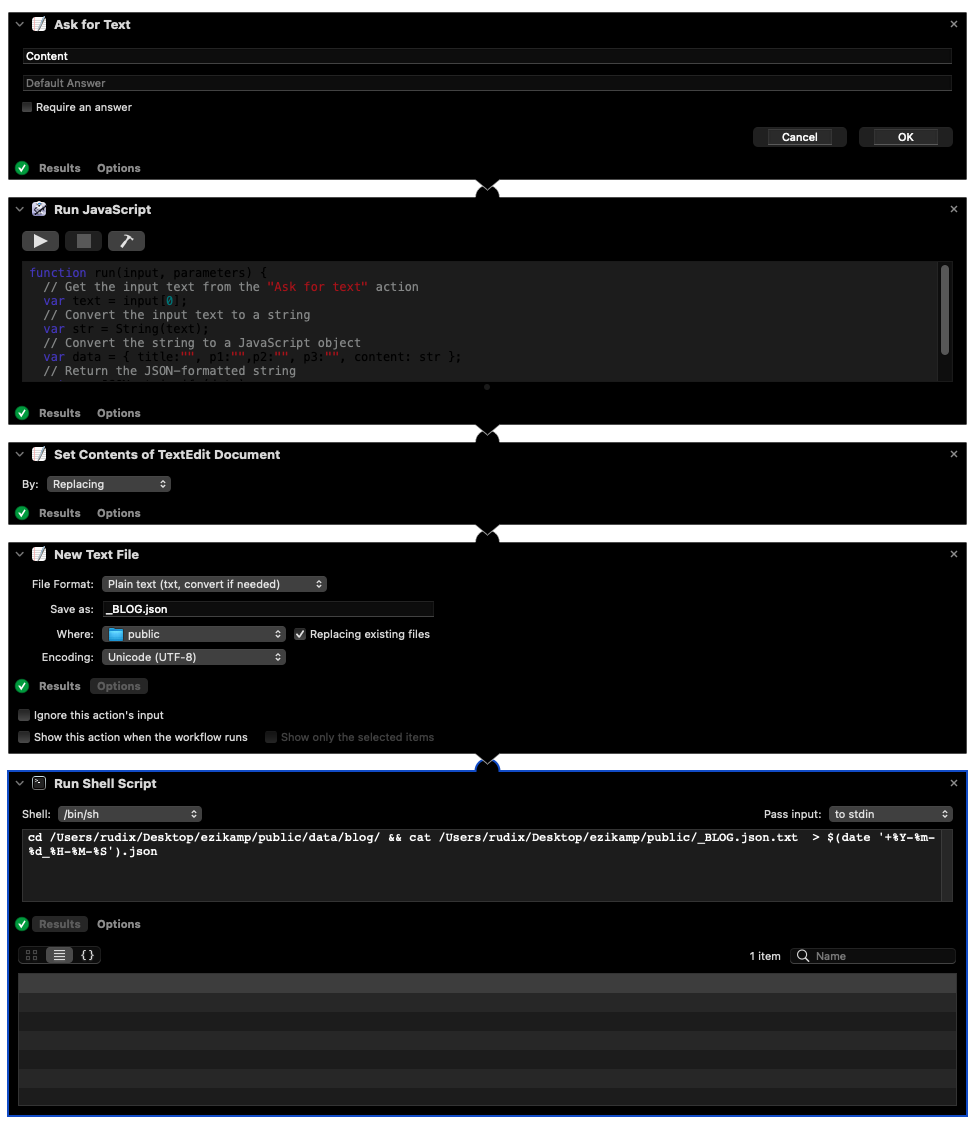 Ask for Text
Content
Default Answer
Require an answer
Cancel
OK
Results Options
Run JavaScript
function run(input, parameters) {
// Get the input text from the "Ask for text" action
var text = input[0];
// Convert the input text to a string
var str = String(text);
// Convert the string to a JavaScript object
var data = { title:"", p1:"",p2:"", p3:"", content: str };
// Return the JSON-formatted string
Results Options
Set Contents of TextEdit Document
By: Replacing
Results Options
New Text File
File Format: Plain text (txt, convert if needed)
Save as: _BLOG.json
Where: public Replacing existing files
Encoding: Unicode (UTF-8)
Results Options
Ignore this action's input
Show this action when the workflow runs Show only the selected items
Run Shell Script
Shell: /bin/sh Pass input: to stdin
cd /Users/rudix/Desktop/ezikamp/public/data/blog/ && cat /Users/rudix/Desktop/ezikamp/public/_BLOG.json.txt > $(date '+%Y-%m-
%d_%H-%M-%S').json
Results Options
{ } 1 item Name